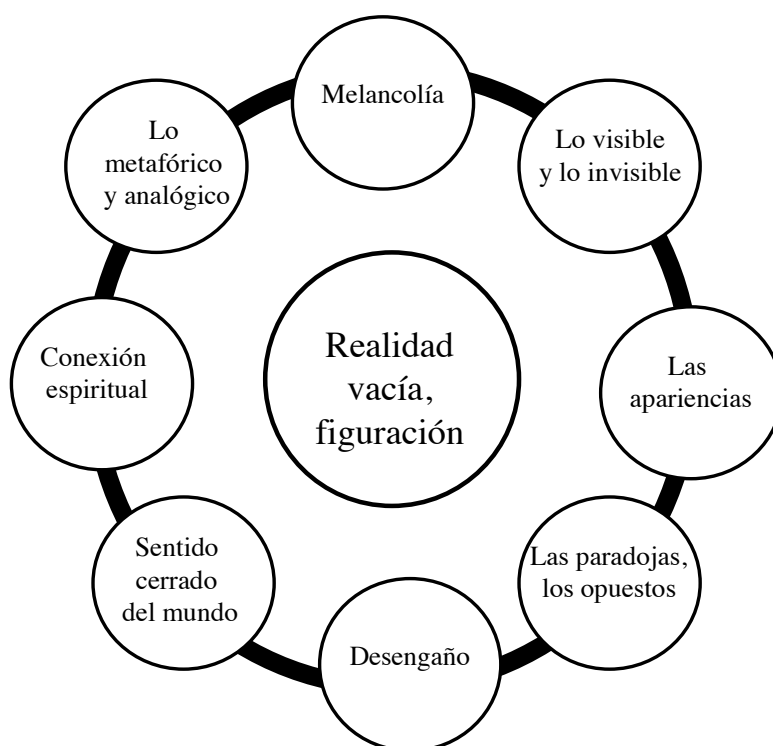 Melancolía
Lo visible
y lo invisible
Las
apariencias
Las paradojas,
los opuestos
Desengaño
Sentido
cerrado
del mundo
Conexión
espiritual
Lo
metafórico
y analógico
Realidad
vacía,
figuración